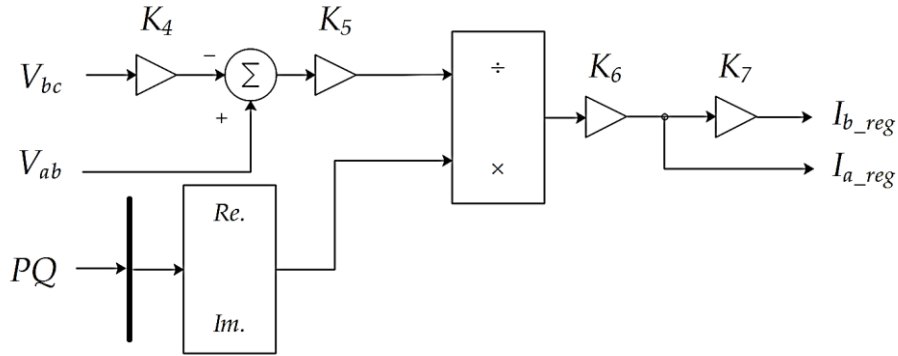 K4 K5
− Σ
Vbc
÷
K6 K7
+
Ib_reg
Vab
×
Ia_reg
Re.
PQ
Im.